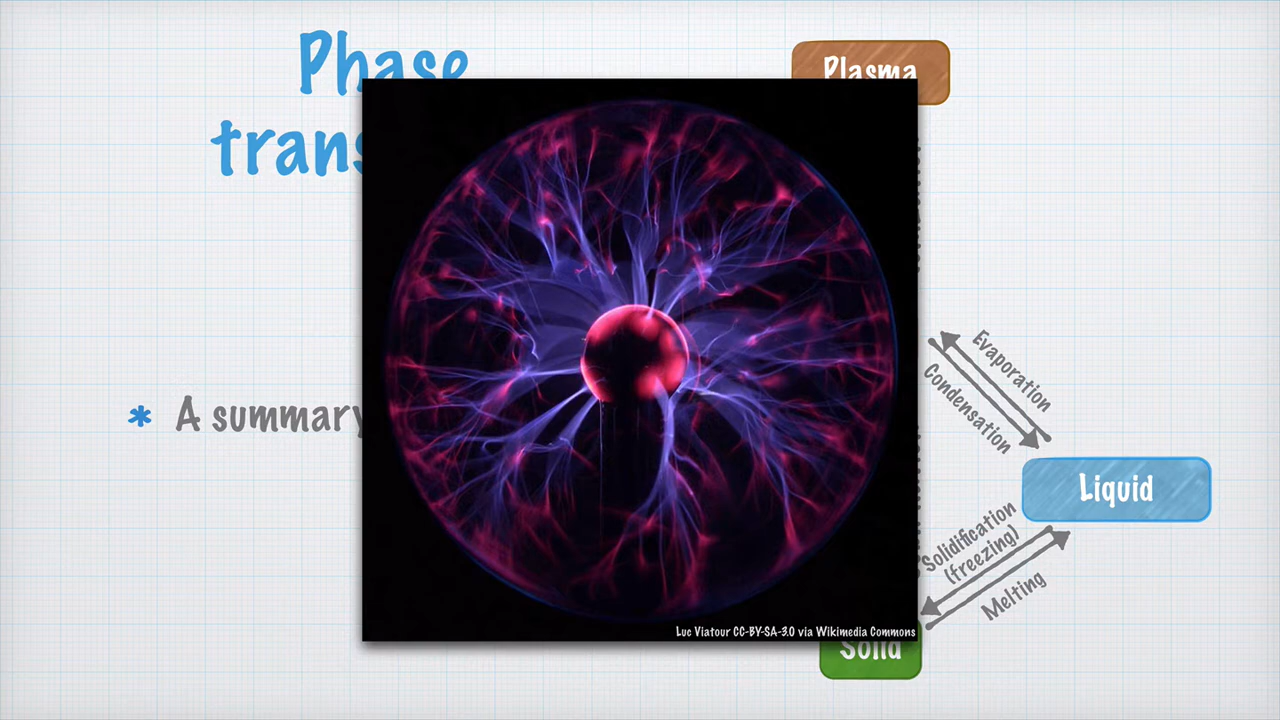 Phase
trans
Plasma
* A summary
Evaporation
Condensation
Liquid
Solidification
(freezing)
Melting
Solid
Luc Viatour CC-BY-SA-3.0 via Wikimedia Commons